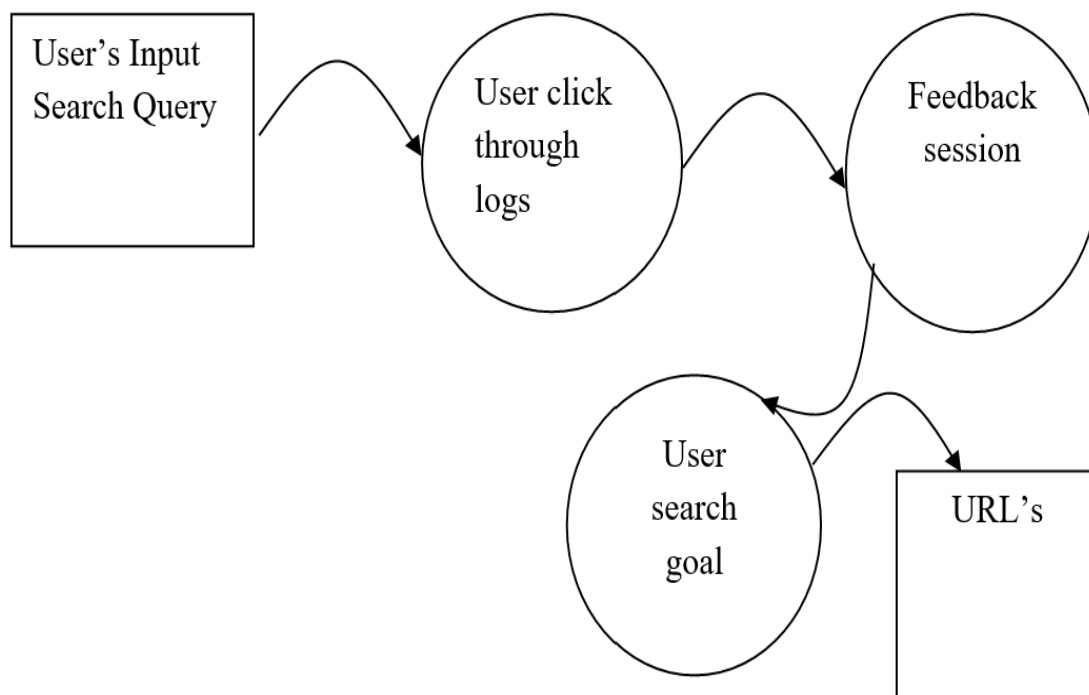 User’s Input
Search Query
User click
through
logs
Feedback
session
User
search
goal
URL’s